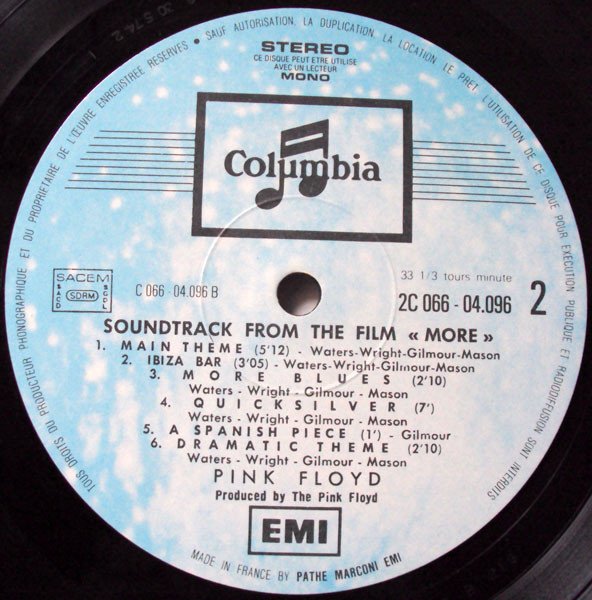 TOUS DROITS DU PRODUCTEUR PHONOGRAPHIQUE ET DU PROPRIETAIRE DE L'ŒUVRE ENREGISTREE RESERVES • SAUF AUTORISATION, LA DUPLICATION, LA LOCATION, LE PRET, L'UTILISATION DE CE DISQUE POUR EXECUTION PUBLIQUE ET RADIODIFFUSION SONT INTERDITS
STEREO
CE DISQUE PEUT ÊTRE UTILISE
AVEC UN LECTEUR
MONO
Columbia
SACEM
SACD
SDRM
SGDL
C 066 - 04.096 B
33 1/3 tours minute
2C 066 - 04.096
2
SOUNDTRACK FROM THE FILM « MORE »
1. MAIN THÈME (5'12) - Waters-Wright-Gilmour-Mason
2. IBIZA BAR (3'05) - Waters-Wright-Gilmour-Mason
3. MORE BLUES (2'10)
Waters - Wright - Gilmour - Mason
4. QUICKSILVER (7')
Waters - Wright - Gilmour - Mason
5. A SPANISH PIECE (1') - Gilmour
6. DRAMATIC THEME (2'10)
Waters - Wright - Gilmour - Mason
PINK FLOYD
Produced by The Pink Floyd
EMI
MADE IN FRANCE BY PATHE MARCONI EMI